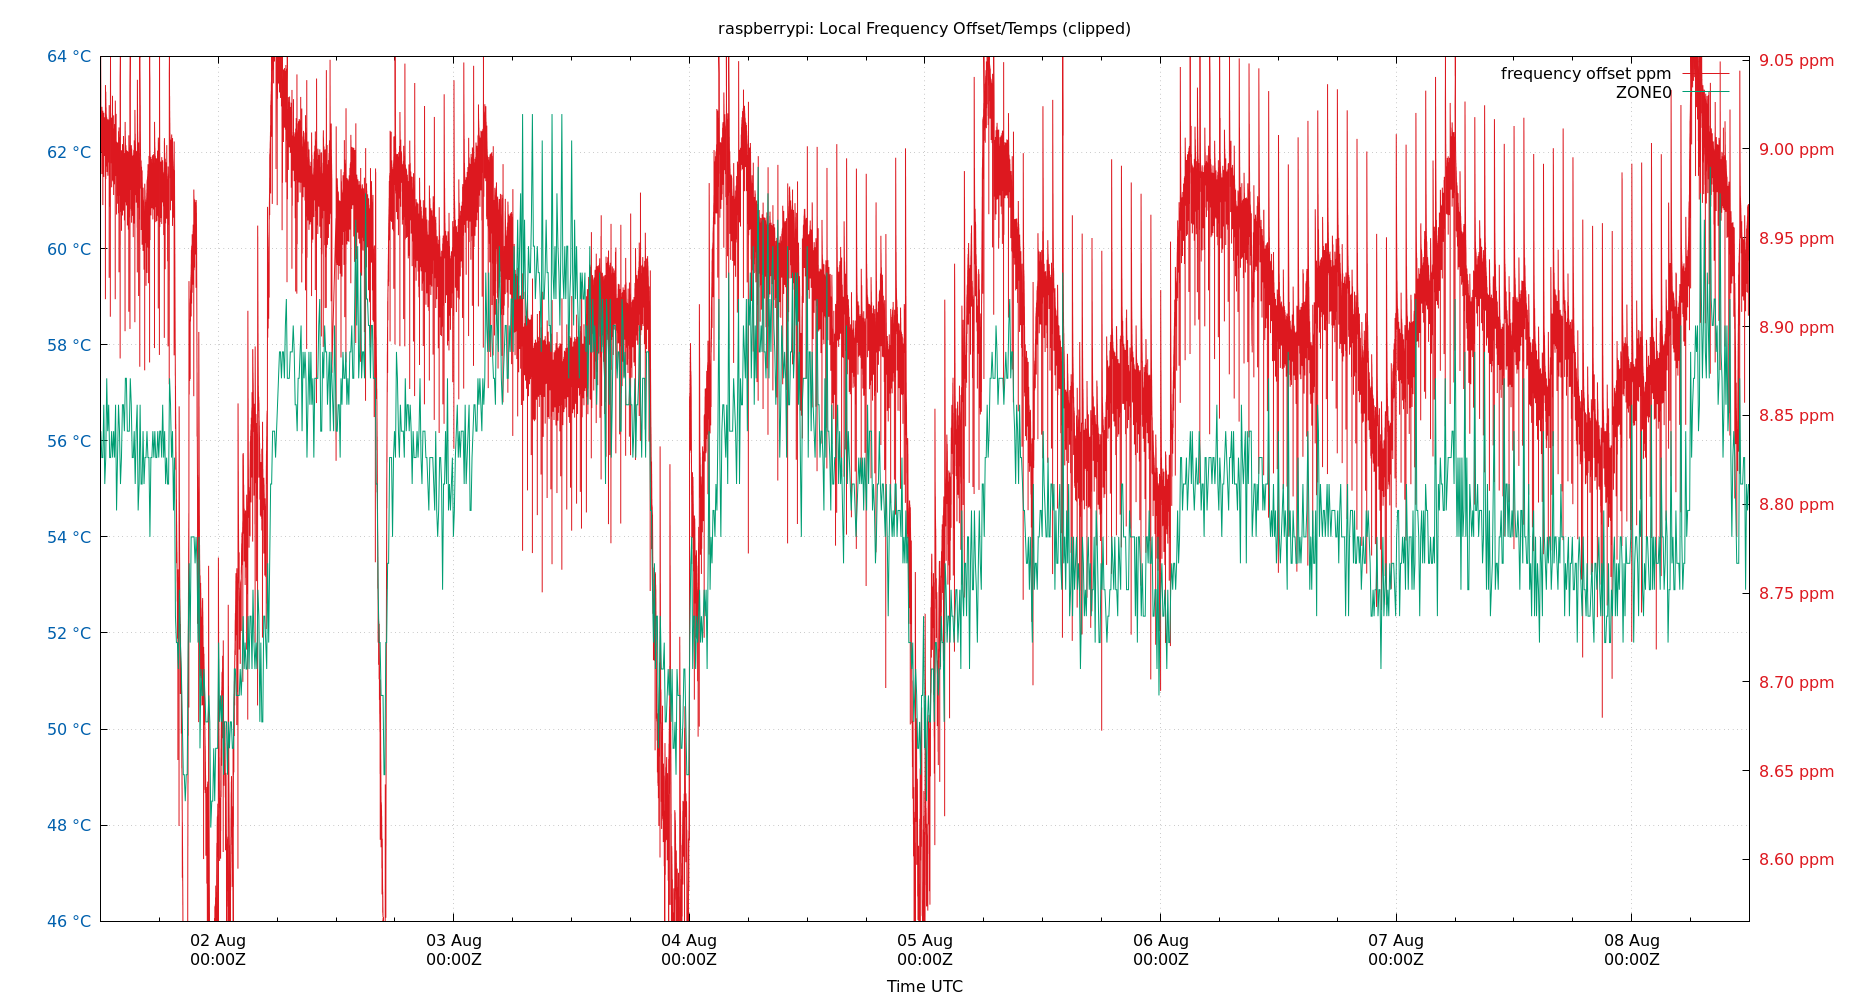 raspberrypi: Local Frequency Offset/Temps (clipped)
64 °C
62 °C
60 °C
58 °C
56 °C
54 °C
52 °C
50 °C
48 °C
46 °C
9.05 ppm
9.00 ppm
8.95 ppm
8.90 ppm
8.85 ppm
8.80 ppm
8.75 ppm
8.70 ppm
8.65 ppm
8.60 ppm
frequency offset ppm
ZONE0
02 Aug 03 Aug 04 Aug 05 Aug 06 Aug 07 Aug 08 Aug
00:00Z 00:00Z 00:00Z 00:00Z 00:00Z 00:00Z 00:00Z
Time UTC